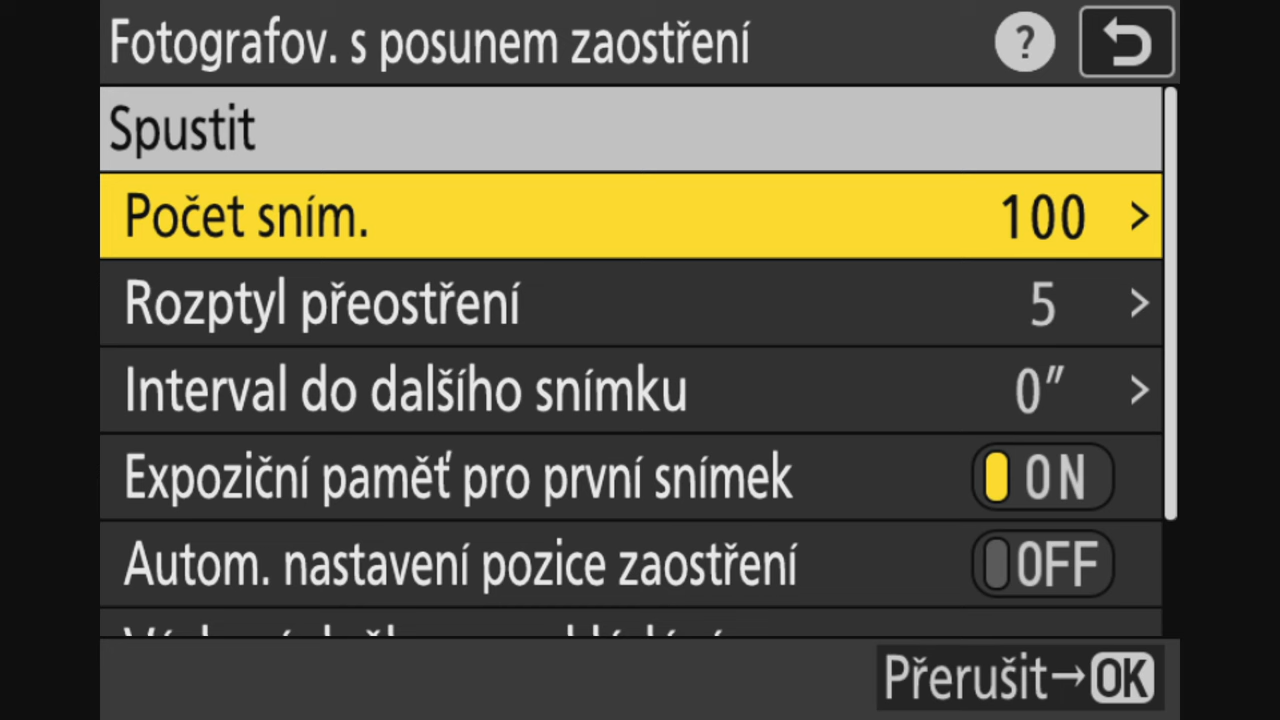 Fotografov. s posunem zaostření ?
Spustit
Počet sním. 100 >
Rozptyl přeostření 5 >
Interval do dalšího snímku 0" >
Expoziční paměť pro první snímek ON
Autom. nastavení pozice zaostření OFF
Přerušit→OK